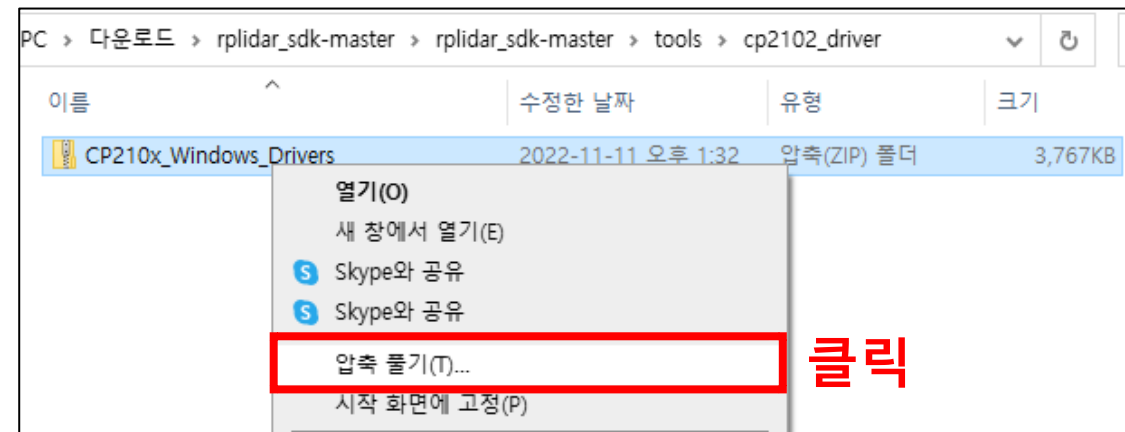 PC > 다운로드 > rplidar_sdk-master > rplidar_sdk-master > tools > cp2102_driver
이름 수정한 날짜 유형 크기
CP210x_Windows_Drivers 2022-11-11 오후 1:32 압축(ZIP) 폴더 3,767KB
열기(O)
새 창에서 열기(E)
Skype와 공유
Skype와 공유
압축 풀기(T)... 클릭
시작 화면에 고정(P)